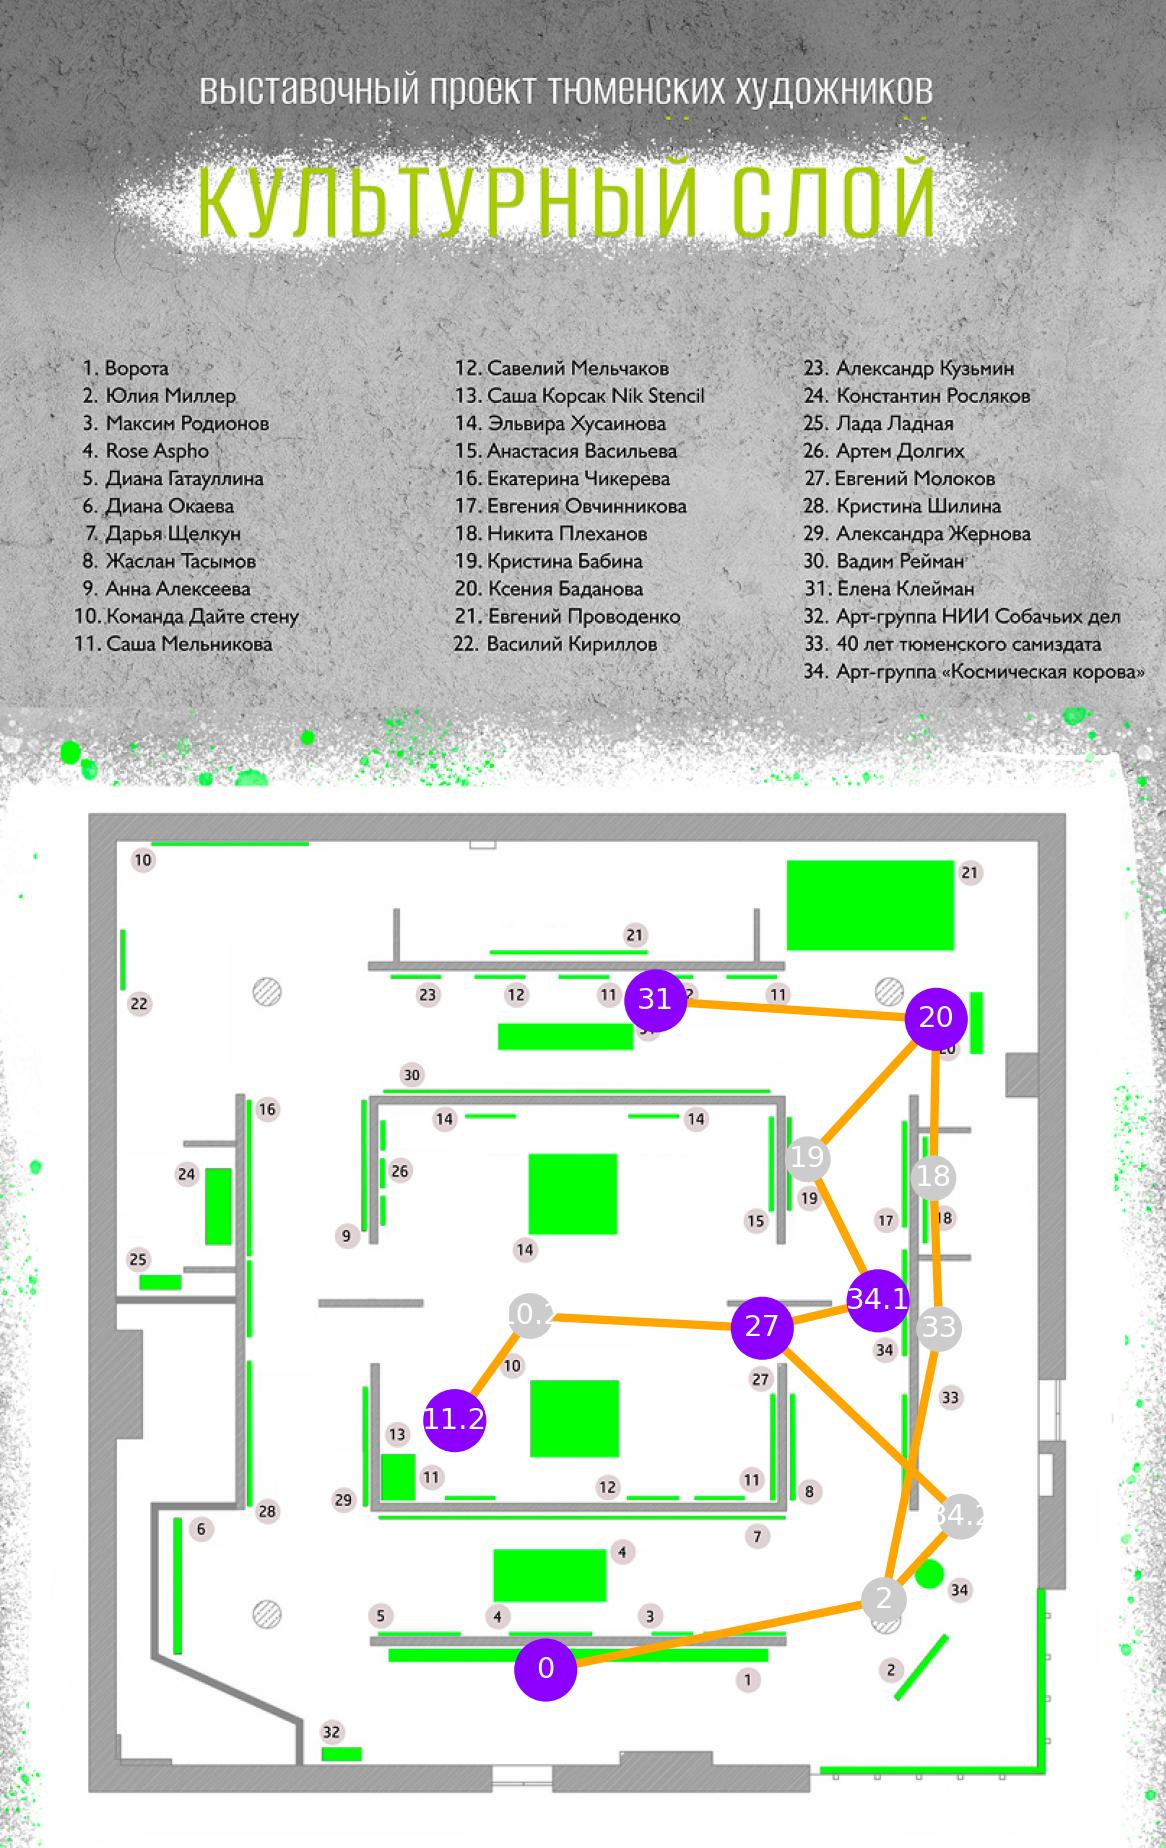 выставочный проект тюменских художников
КУЛЬТУРНЫЙ СЛОЙ
1. Ворота
2. Юлия Миллер
3. Максим Родионов
4. Rose Aspho
5. Диана Гатауллина
6. Диана Окаева
7. Дарья Щелкун
8. Жаслан Тасымов
9. Анна Алексеева
10. Команда Дайте стену
11. Саша Мельникова
12. Савелий Мельчаков
13. Саша Корсак Nik Stencil
14. Эльвира Хусаинова
15. Анастасия Васильева
16. Екатерина Чикерева
17. Евгения Овчинникова
18. Никита Плеханов
19. Кристина Бабина
20. Ксения Баданова
21. Евгений Проводенко
22. Василий Кириллов
23. Александр Кузьмин
24. Константин Росляков
25. Лада Ладная
26. Артем Долгих
27. Евгений Молоков
28. Кристина Шилина
29. Александра Жернова
30. Вадим Рейман
31. Елена Клейман
32. Арт-группа НИИ Собачьих дел
33. 40 лет тюменского самиздата
34. Арт-группа «Космическая корова»
10
21
21
22
23
12
11
31
11
20
30
16
14
14
24
26
19
18
9
19
15
17
18
25
14
34.1
27
33
34
10
27
33
11.2
13
11
12
11
8
29
28
6
7
4
34
2
5
4
3
0
1
2
32